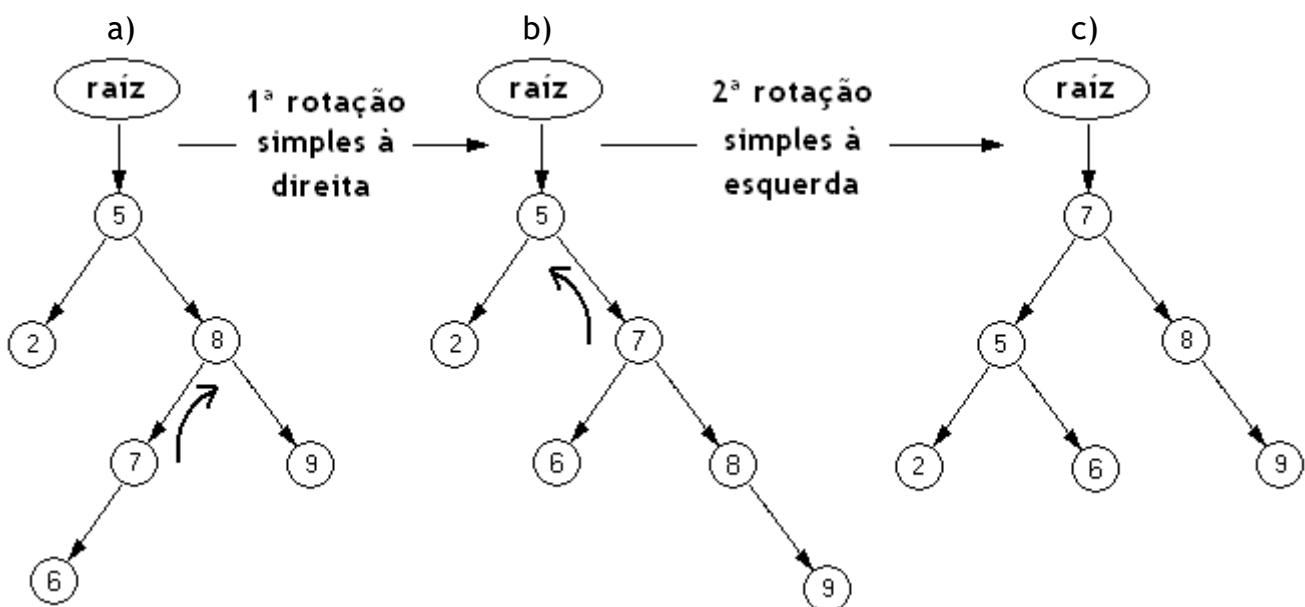 a)
b)
c)
raíz
1ª rotação
simples à
direita
raíz
2ª rotação
simples à
esquerda
raíz
5
2
8
7
9
6
5
2
7
6
8
9
7
5
8
2
6
9